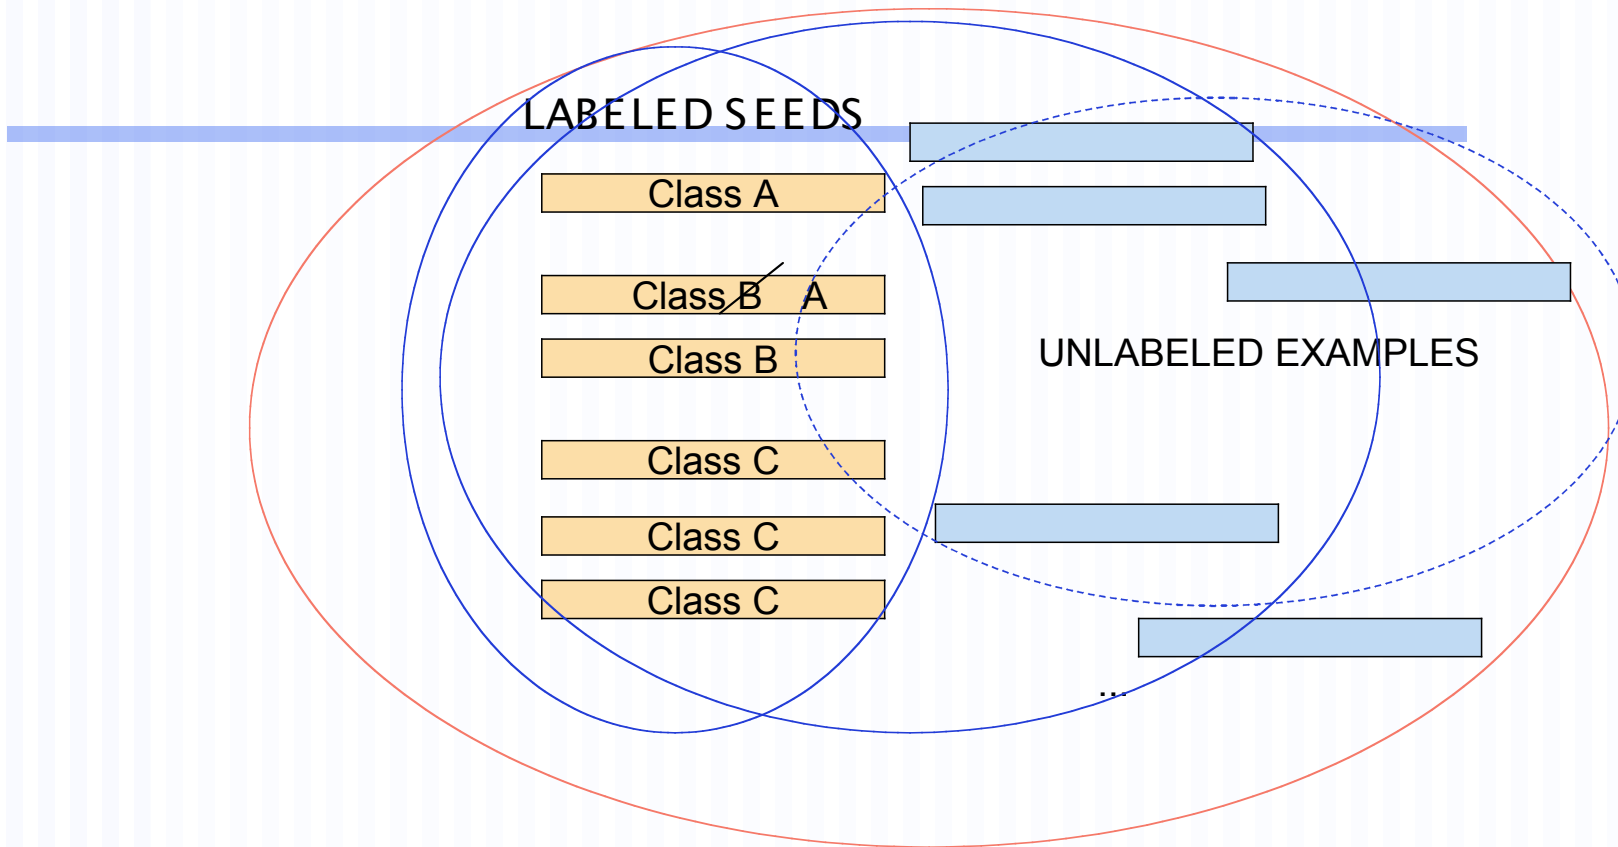 LABELED SEEDS
Class A
Class B A
Class B
UNLABELED EXAMPLES
Class C
Class C
Class C
...